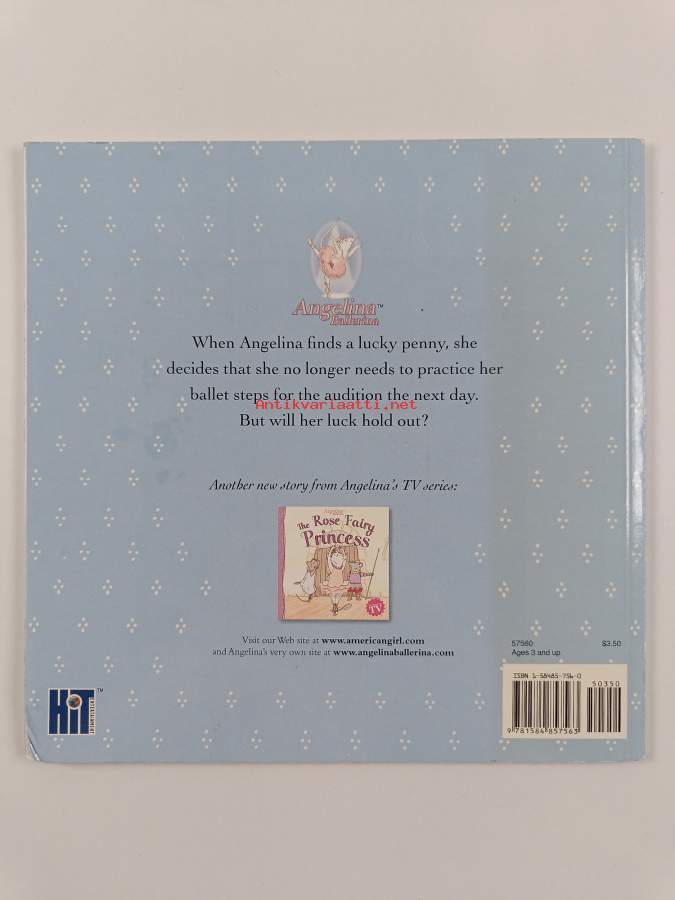 Angelina™
Ballerina
When Angelina finds a lucky penny, she
decides that she no longer needs to practice her
ballet steps for the audition the next day.
Antikvariaatti.net
But will her luck hold out?
Another new story from Angelina's TV series:
The Rose Fairy
Princess
TV
Visit our Web site at www.americangirl.com
and Angelina's very own site at www.angelinaballerina.com
57560 $3.50
Ages 3 and up
ISBN 1-58485-756-0
50350
9 781584 857563
HiT™
ENTERTAINMENT